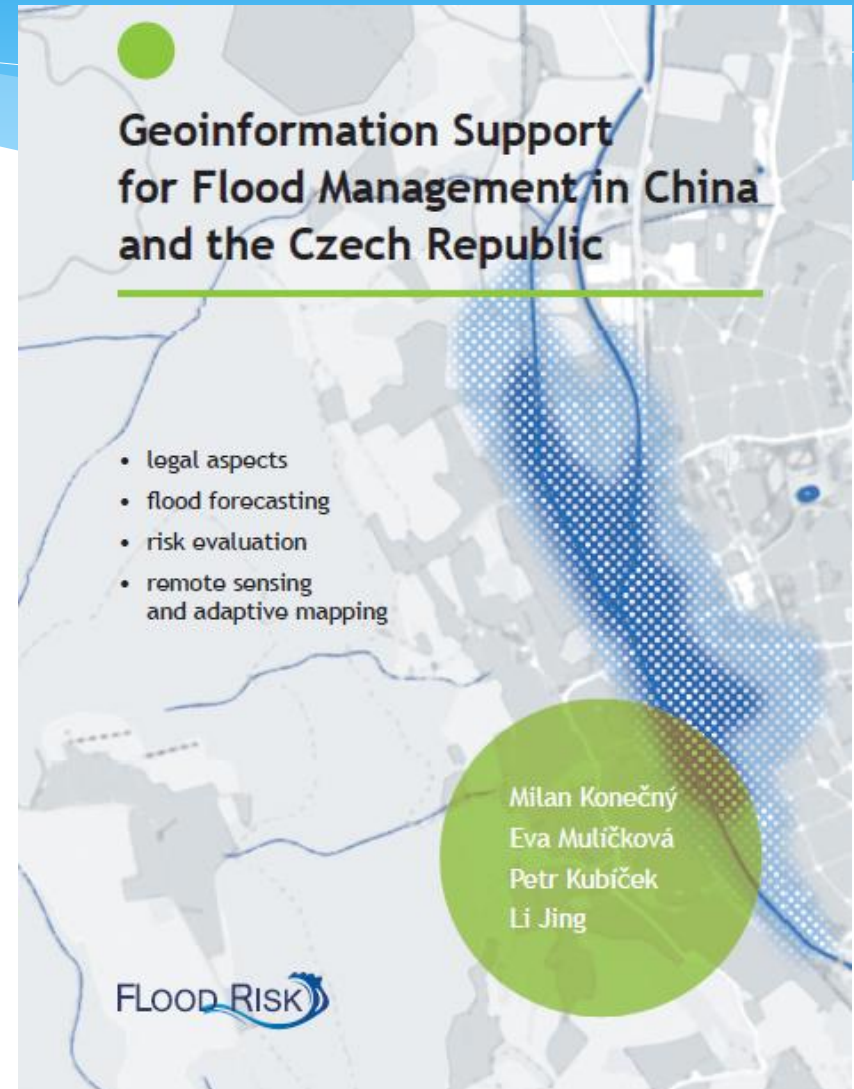 Geoinformation Support
for Flood Management in China
and the Czech Republic
• legal aspects
• flood forecasting
• risk evaluation
• remote sensing
and adaptive mapping
Milan Konečný
Eva Mulíčková
Petr Kubíček
Li Jing
FLOOD RISK